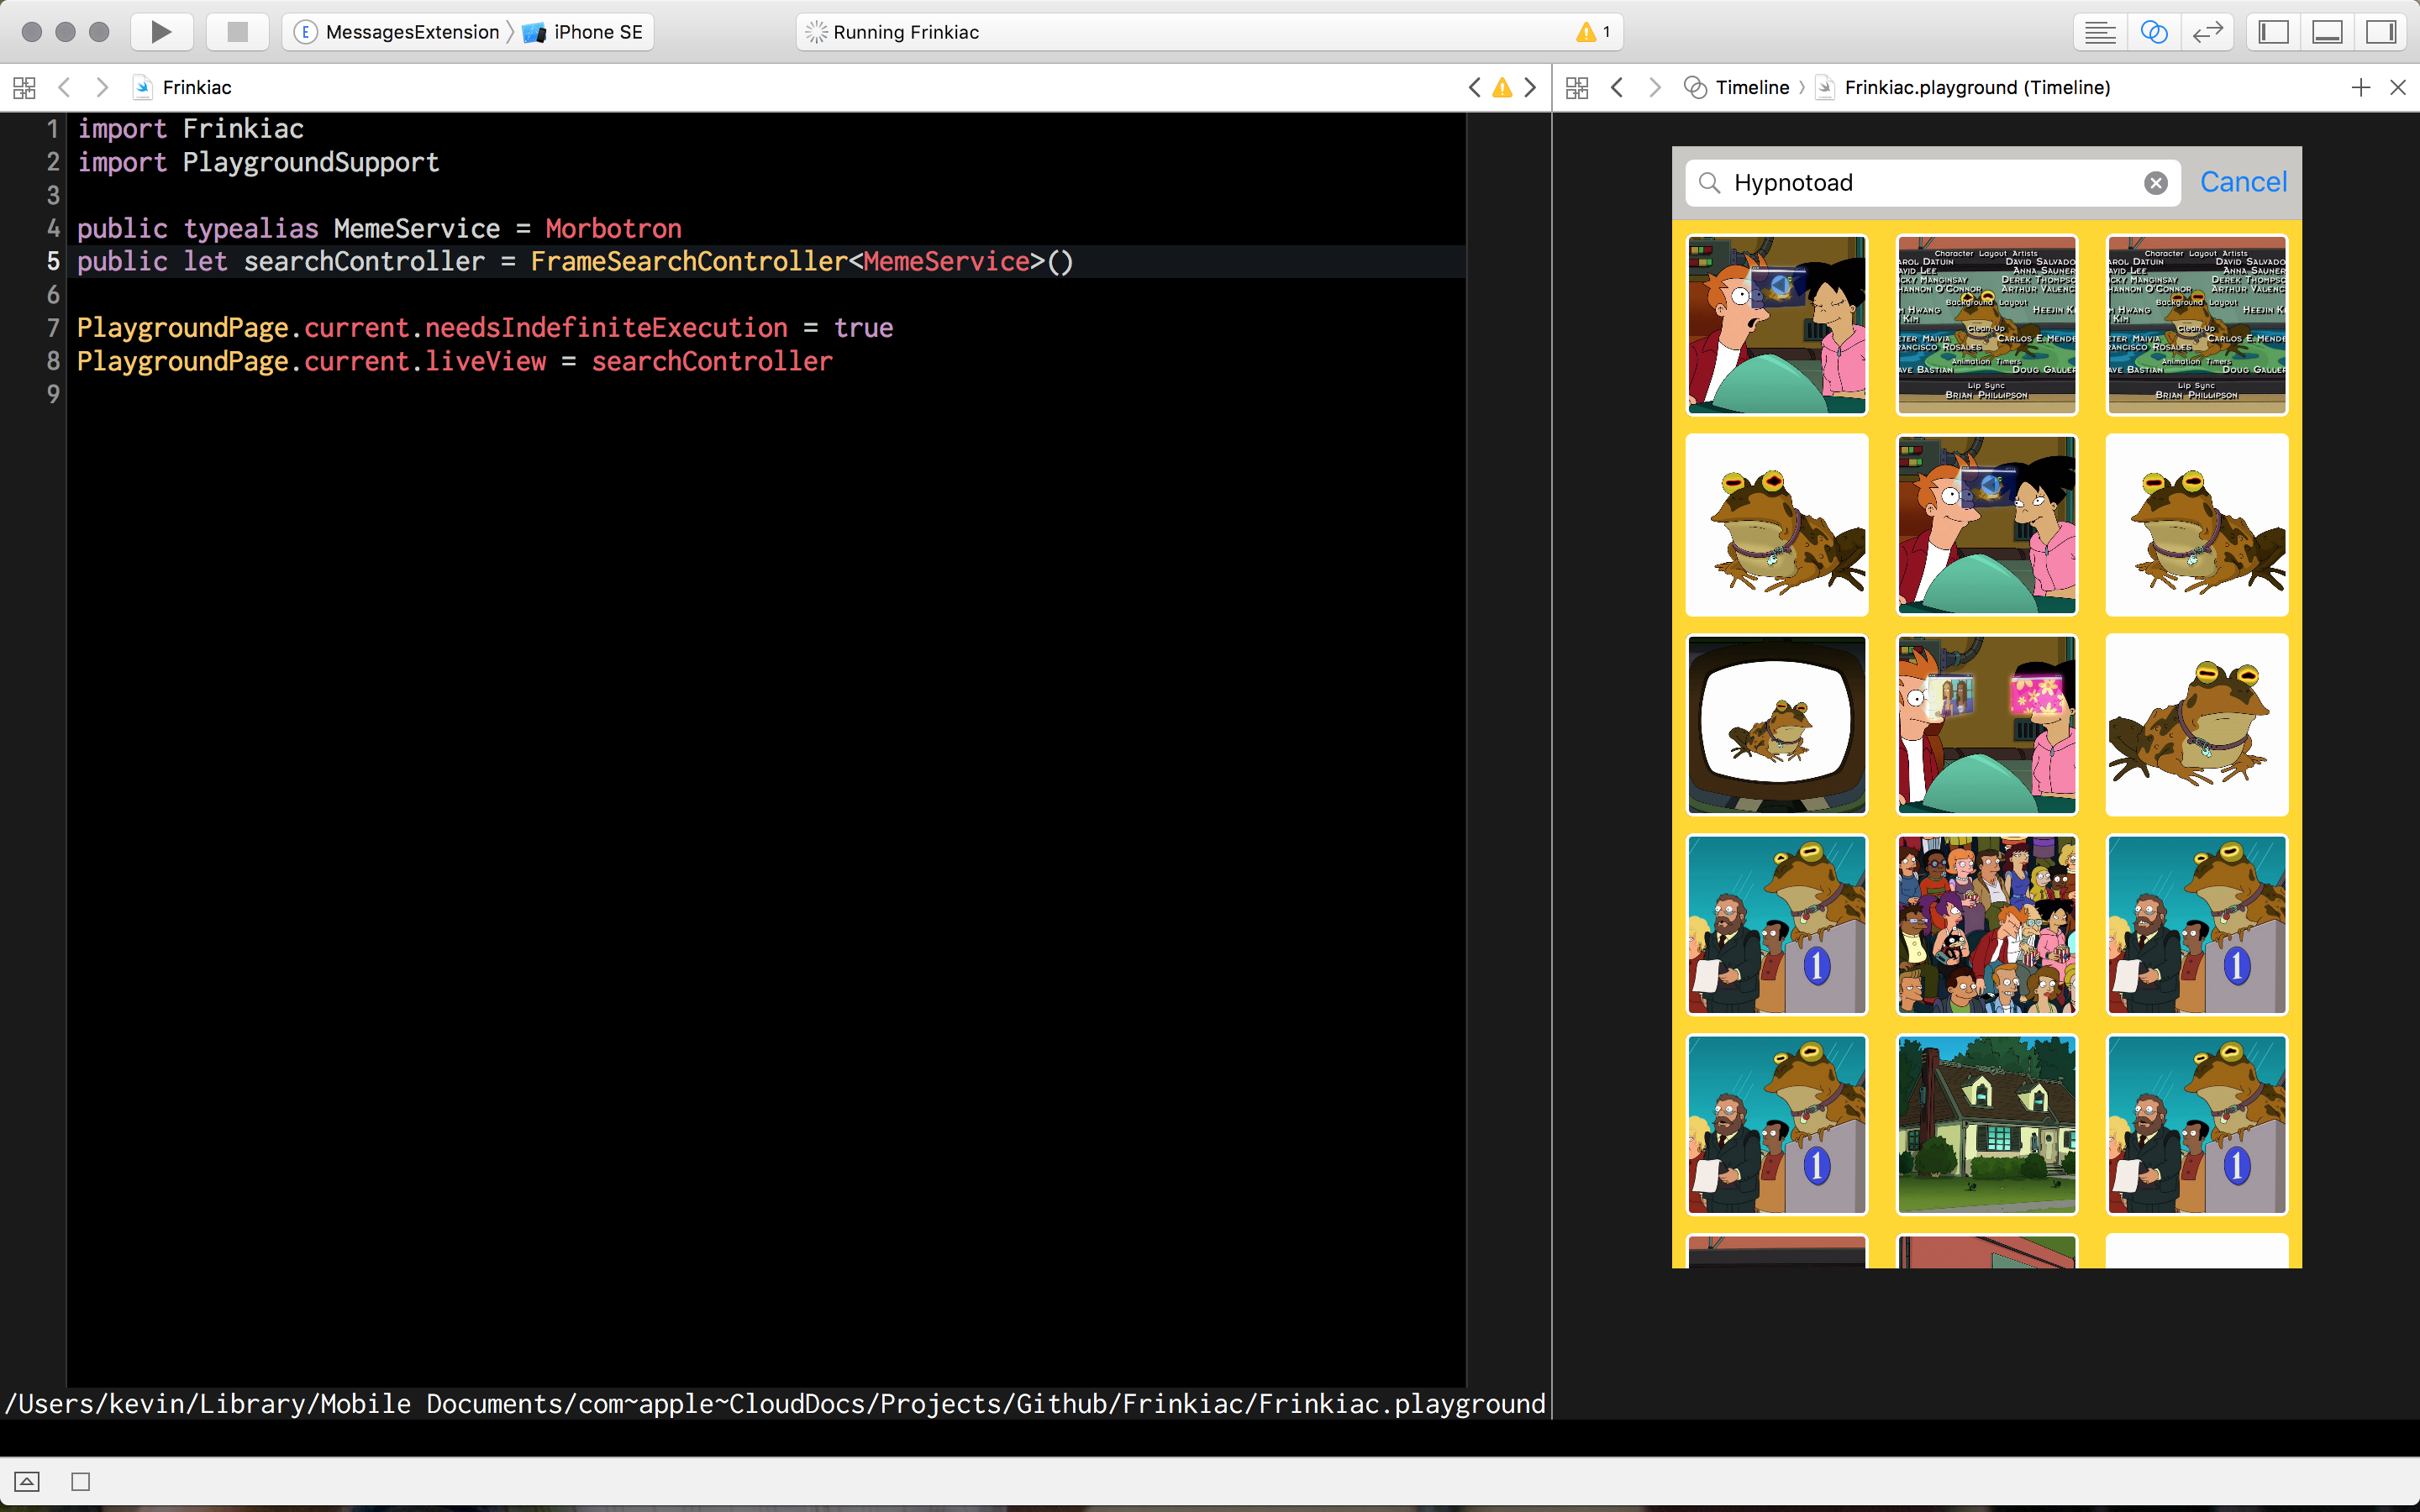 MessagesExtension 〉 iPhone SE
Running Frinkiac
1
Frinkiac
Timeline 〉 Frinkiac.playground (Timeline)
1 import Frinkiac
2 import PlaygroundSupport
3
4 public typealias MemeService = Morbotron
5 public let searchController = FrameSearchController<MemeService>()
6
7 PlaygroundPage.current.needsIndefiniteExecution = true
8 PlaygroundPage.current.liveView = searchController
9
/Users/kevin/Library/Mobile Documents/com~apple~CloudDocs/Projects/Github/Frinkiac/Frinkiac.playground
Hypnotoad
Cancel
Character Layout Artists
DAVID SALVADO
AVID LEE ANNA SAUNER
CKY MANGINSAY DEREK THOMPSO
HANNON O'CONNOR ARTHUR VALENC
Background Layout
HWANG HEEJIN KI
KIM
Clean-Up
ETER MAIVIA CARLOS E. MENDE
RANCISCO ROSALES
Animation Timers
AVE BASTIAN DOUG GALLER
Lip Sync
BRIAN PHILLIPSON
Character Layout Artists
DAVID SALVADO
AVID LEE ANNA SAUNER
CKY MANGINSAY DEREK THOMPSO
HANNON O'CONNOR ARTHUR VALENC
Background Layout
HWANG HEEJIN KI
KIM
Clean-Up
ETER MAIVIA CARLOS E. MENDE
RANCISCO ROSALES
Animation Timers
AVE BASTIAN DOUG GALLER
Lip Sync
BRIAN PHILLIPSON
1
1
1
1